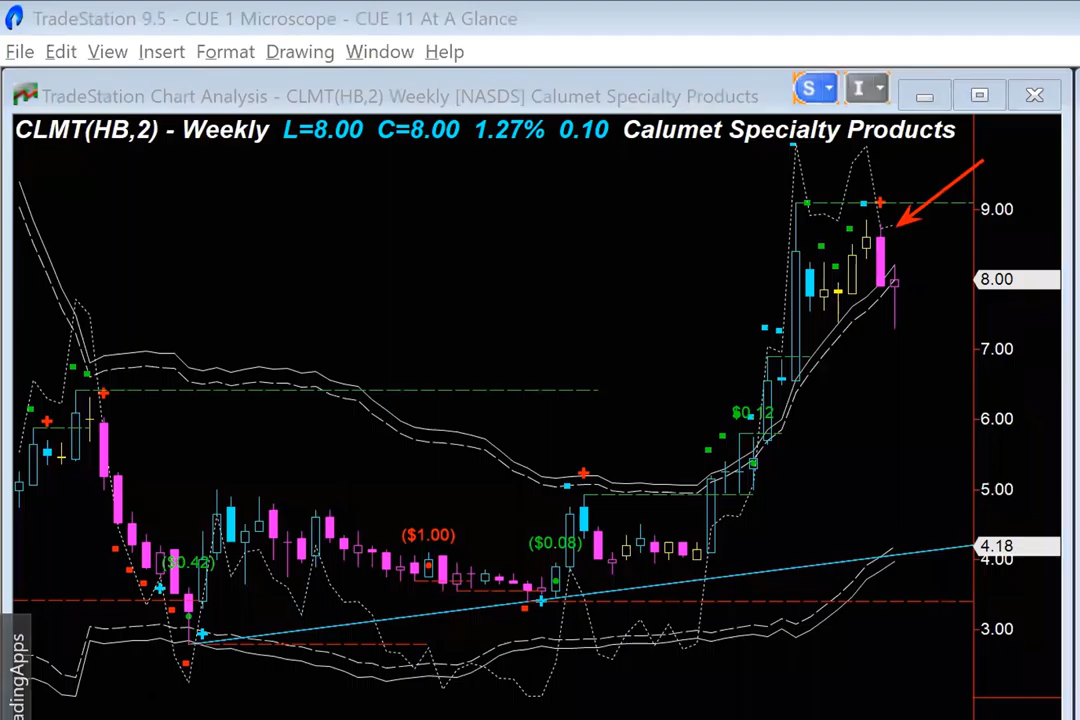 TradeStation 9.5 - CUE 1 Microscope - CUE 11 At A Glance
File Edit View Insert Format Drawing Window Help
TradeStation Chart Analysis - CLMT(HB,2) Weekly [NASDS] Calumet Specialty Products
S I
CLMT(HB,2) - Weekly L=8.00 C=8.00 1.27% 0.10 Calumet Specialty Products
9.00
8.00
7.00
$0.12
6.00
5.00
($1.00)
($0.08)
4.18
($0.42)
4.00
3.00
adingApps